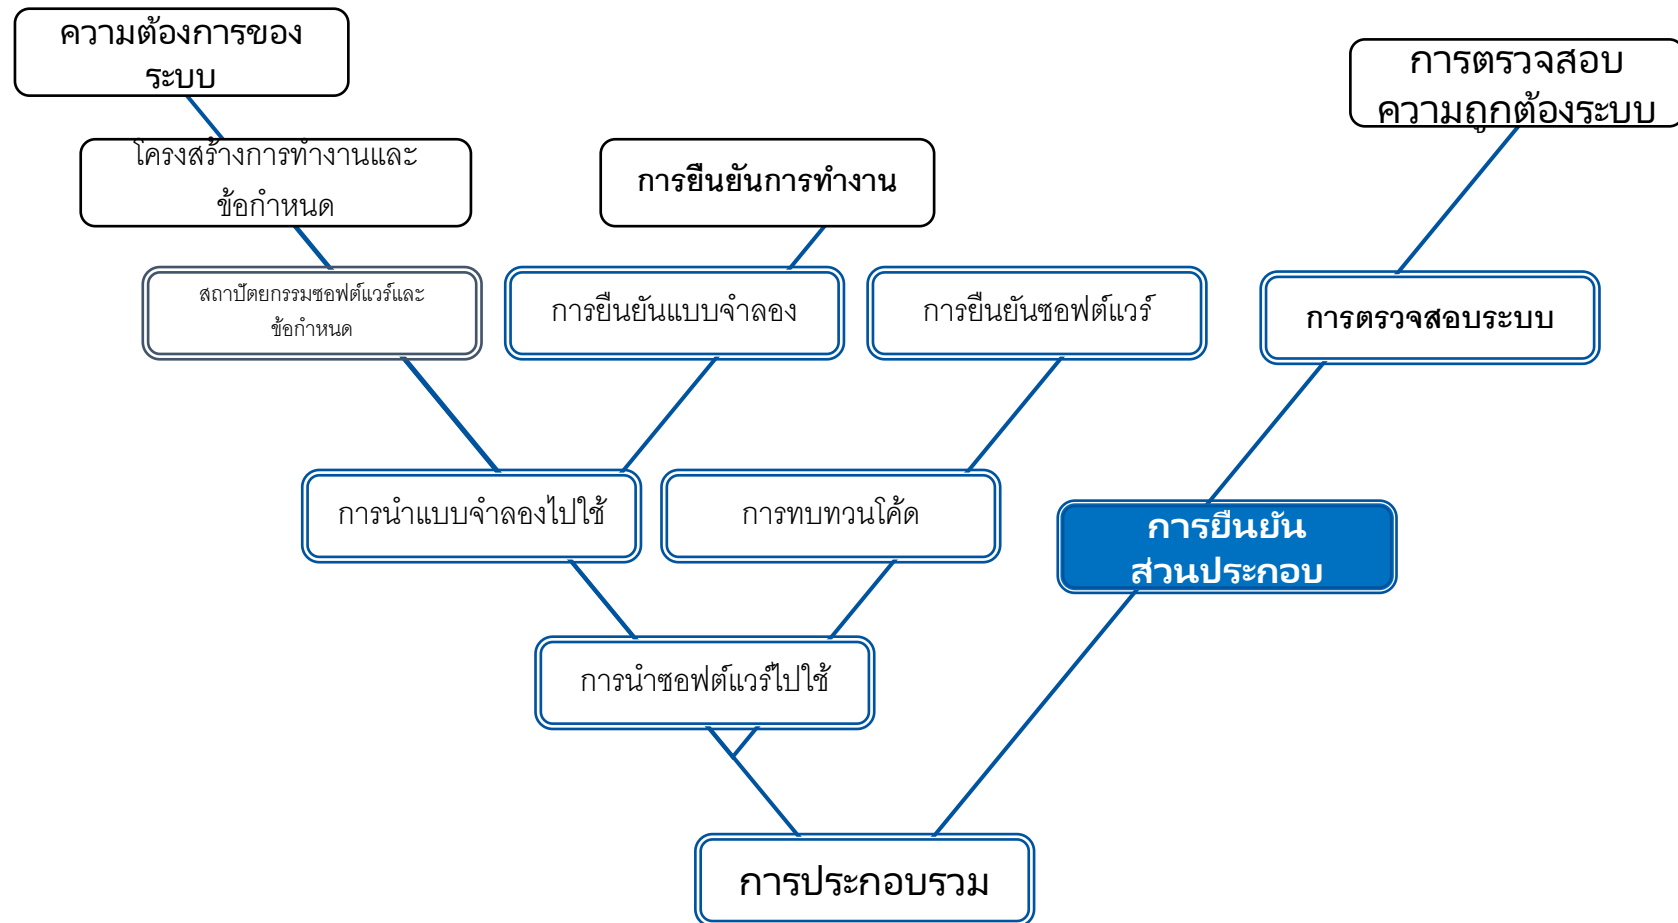 ความต้องการของ
ระบบ
การตรวจสอบ
ความถูกต้องระบบ
โครงสร้างการทำงานและ
ข้อกำหนด
การยืนยันการทำงาน
สถาปัตยกรรมซอฟต์แวร์และ
ข้อกำหนด
การยืนยันแบบจำลอง
การยืนยันซอฟต์แวร์
การตรวจสอบระบบ
การนำแบบจำลองไปใช้
การทบทวนโค้ด
การยืนยัน
ส่วนประกอบ
การนำซอฟต์แวร์ไปใช้
การประกอบรวม